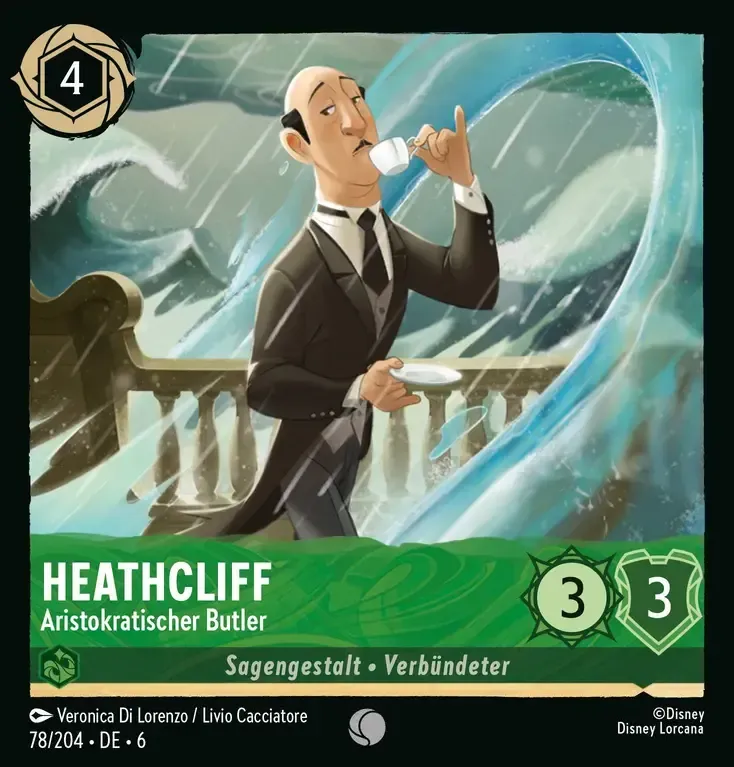 4
HEATHCLIFF
Aristokratischer Butler
3
3
Sagengestalt • Verbündeter
Veronica Di Lorenzo / Livio Cacciatore
78/204 • DE • 6
©Disney
Disney Lorcana